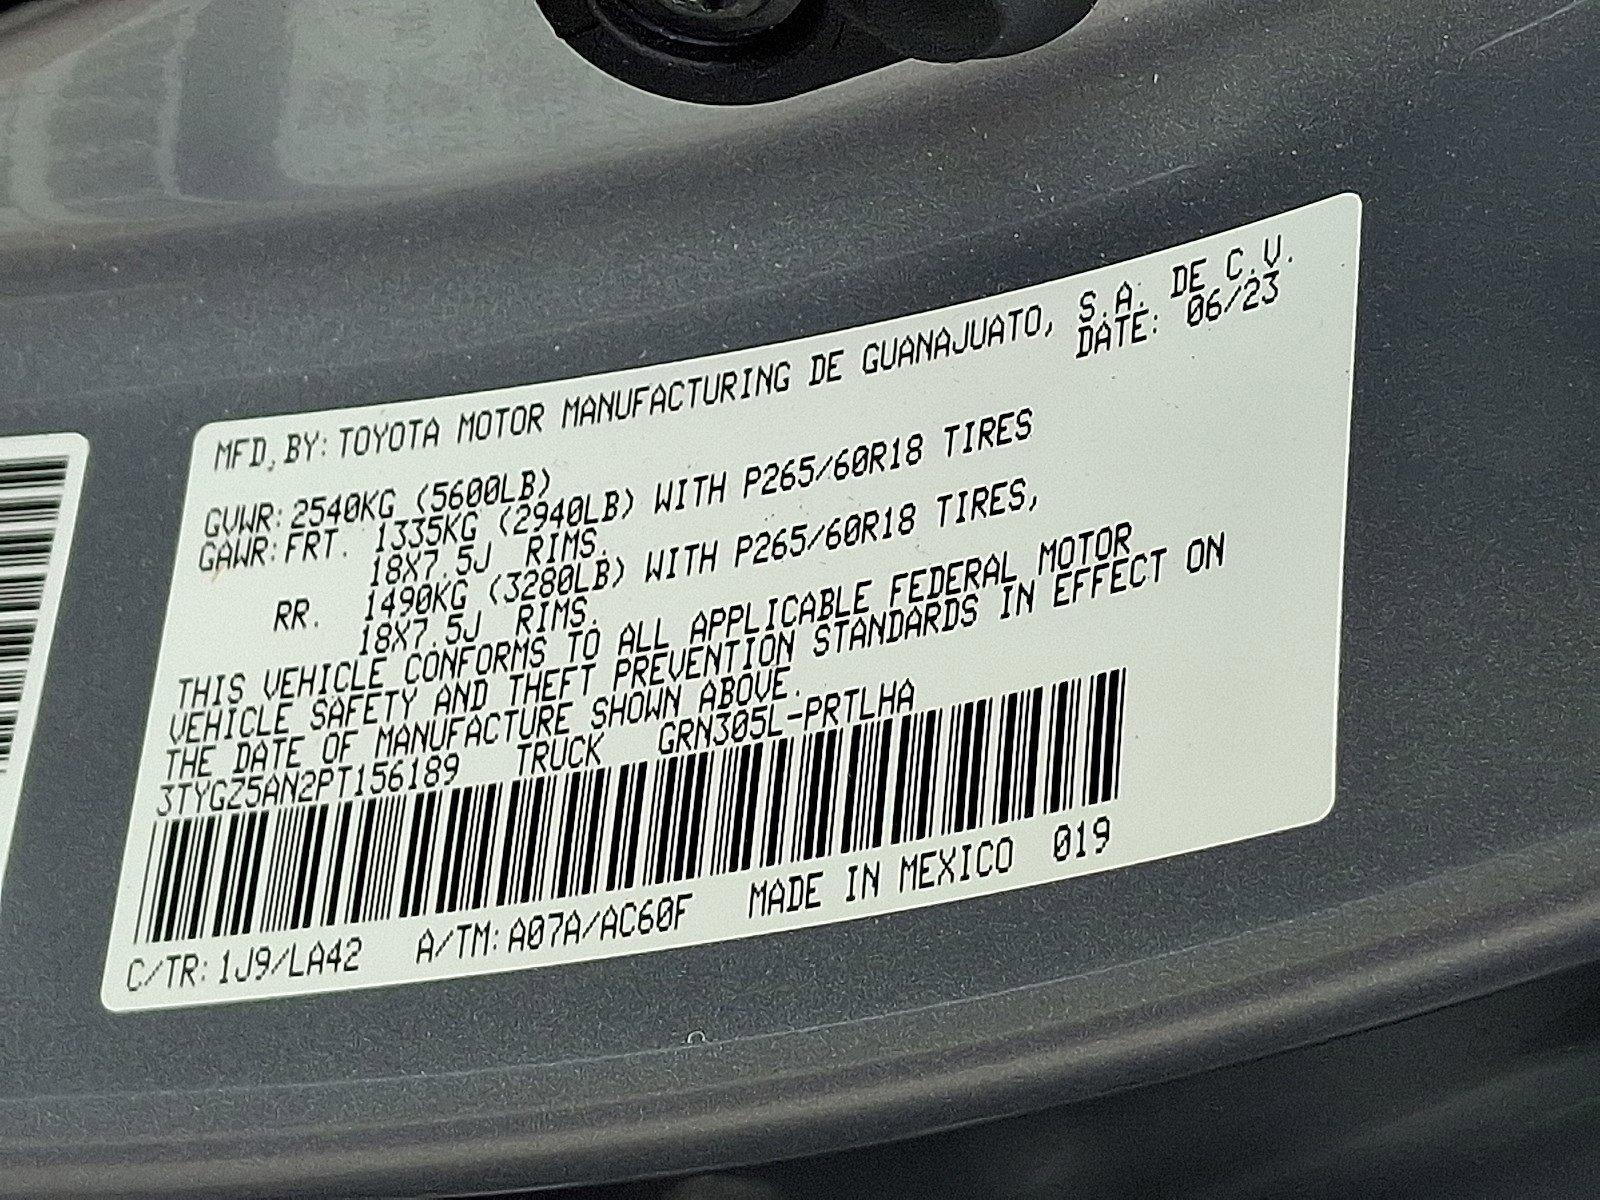 MFD. BY: TOYOTA MOTOR MANUFACTURING DE GUANAJUATO, S.A. DE C.V.
DATE: 06/23
GVWR: 2540KG (5600LB)
GAWR: FRT. 1335KG (2940LB) WITH P265/60R18 TIRES
18X7.5J RIMS.
RR. 1490KG (3280LB) WITH P265/60R18 TIRES,
18X7.5J RIMS.
THIS VEHICLE CONFORMS TO ALL APPLICABLE FEDERAL MOTOR
VEHICLE SAFETY AND THEFT PREVENTION STANDARDS IN EFFECT ON
THE DATE OF MANUFACTURE SHOWN ABOVE.
3TYGZ5AN2PT156189 TRUCK GRN305L-PRTLHA
C/TR: 1J9/LA42 A/TM: A07A/AC60F MADE IN MEXICO 019